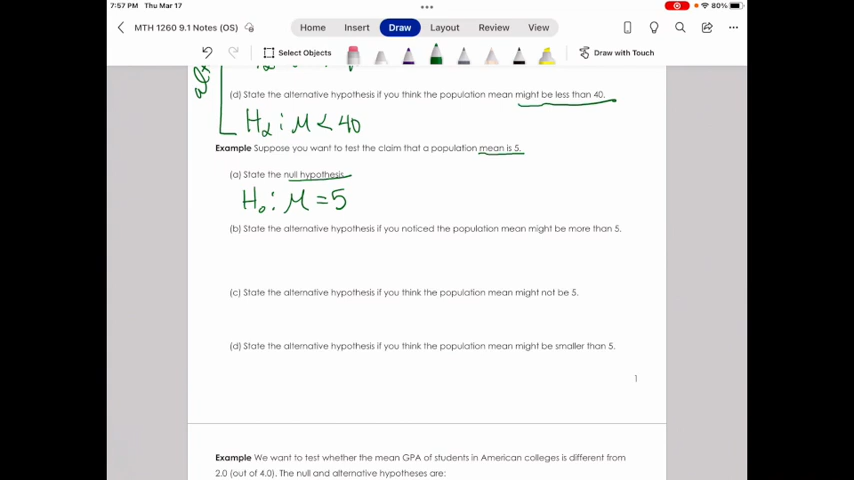 7:57 PM Thu Mar 17
80%
MTH 1260 9.1 Notes (OS)
Home Insert Draw Layout Review View
Select Objects
Draw with Touch
(d) State the alternative hypothesis if you think the population mean might be less than 40.
Hα : μ < 40
Example Suppose you want to test the claim that a population mean is 5.
(a) State the null hypothesis.
H₀ : μ = 5
(b) State the alternative hypothesis if you noticed the population mean might be more than 5.
(c) State the alternative hypothesis if you think the population mean might not be 5.
(d) State the alternative hypothesis if you think the population mean might be smaller than 5.
1
Example We want to test whether the mean GPA of students in American colleges is different from
2.0 (out of 4.0). The null and alternative hypotheses are: